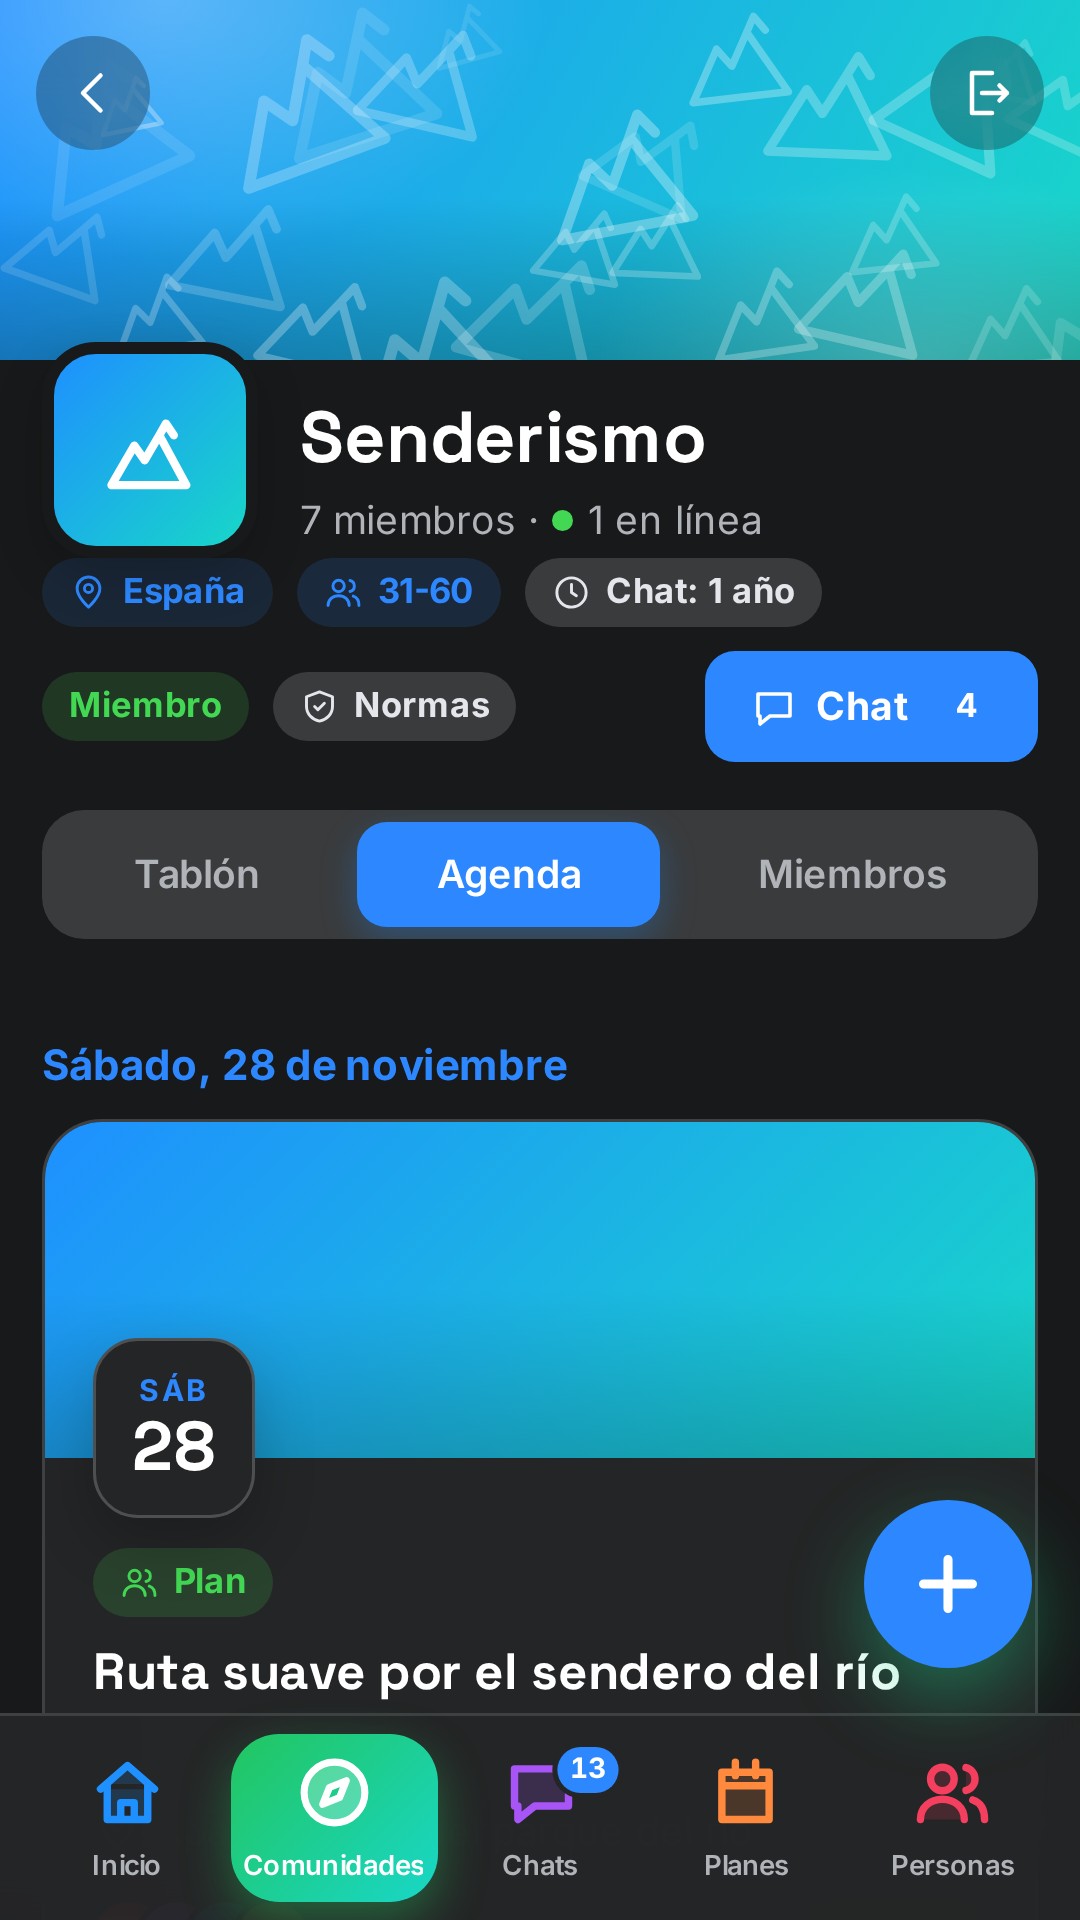 Senderismo
7 miembros · 1 en línea
España
31-60
Chat: 1 año
Miembro
Normas
Chat 4
Tablón
Agenda
Miembros
Sábado, 28 de noviembre
SÁB
28
Plan
Ruta suave por el sendero del río
13
Inicio
Comunidades
Chats
Planes
Personas